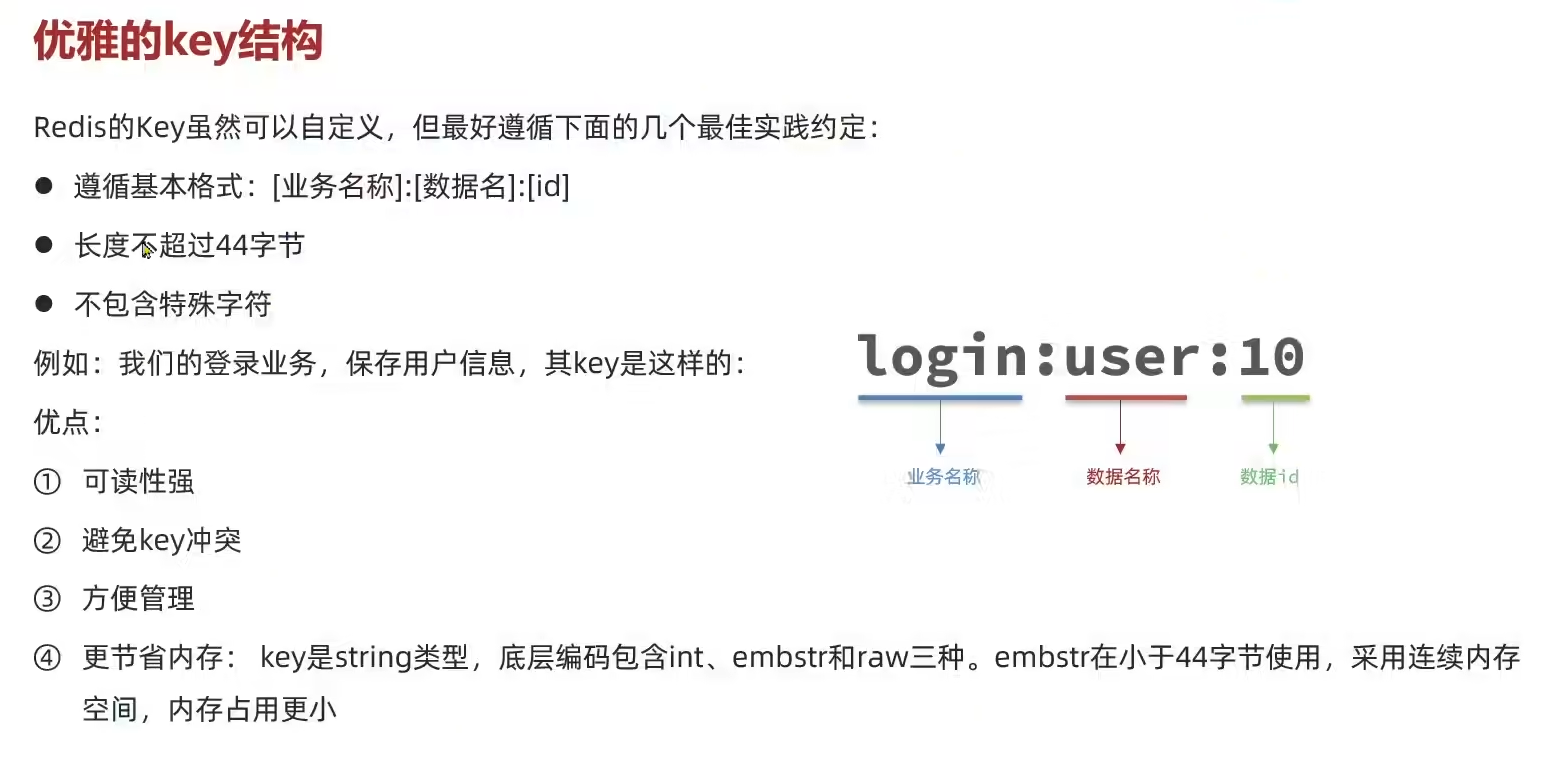 优雅的key结构
Redis的Key虽然可以自定义，但最好遵循下面的几个最佳实践约定：
● 遵循基本格式：[业务名称]:[数据名]:[id]
● 长度不超过44字节
● 不包含特殊字符
例如：我们的登录业务，保存用户信息，其key是这样的：
login:user:10
业务名称 数据名称 数据id
优点：
① 可读性强
② 避免key冲突
③ 方便管理
④ 更节省内存： key是string类型，底层编码包含int、embstr和raw三种。embstr在小于44字节使用，采用连续内存
空间，内存占用更小